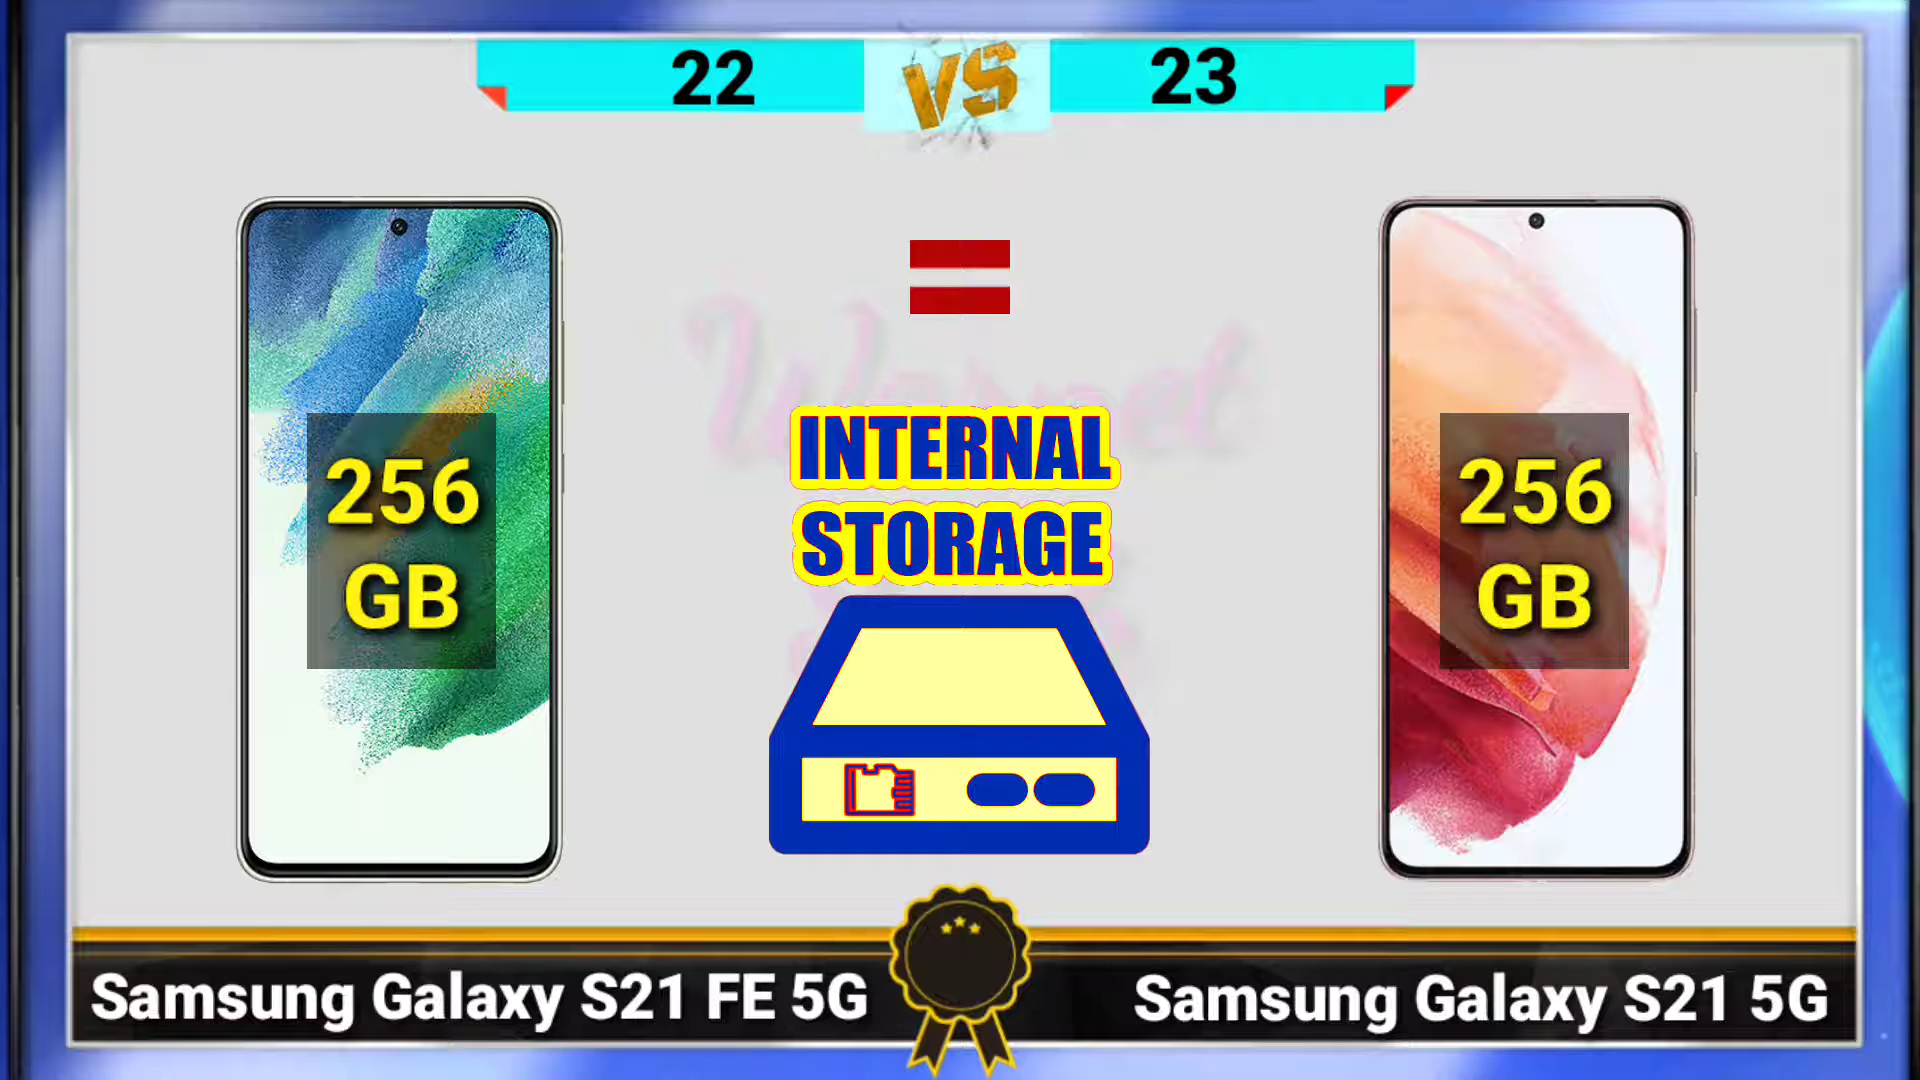 22 VS 23
INTERNAL
STORAGE
256
GB
256
GB
Samsung Galaxy S21 FE 5G
Samsung Galaxy S21 5G